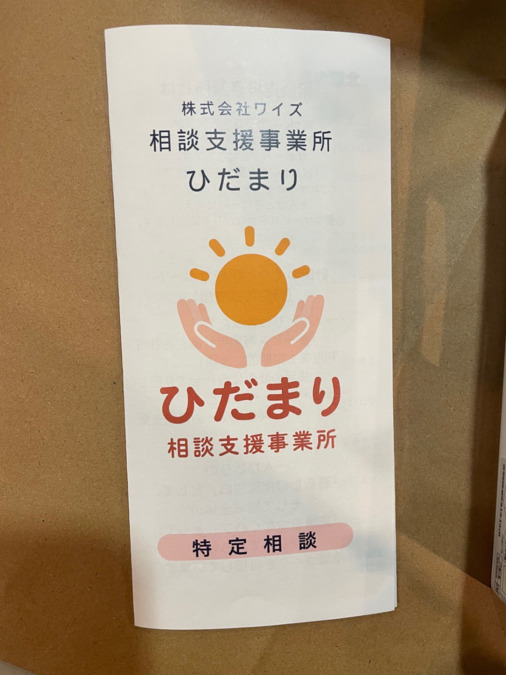 株式会社ワイズ
相談支援事業所
ひだまり
ひだまり
相談支援事業所
特定相談